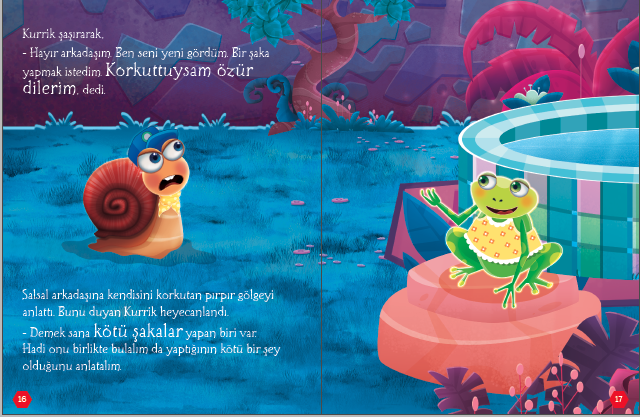 Kurrik şaşırarak,
- Hayır arkadaşım. Ben seni yeni gördüm. Bir şaka
yapmak istedim. Korkuttuysam özür
dilerim, dedi.
Salsal arkadaşına kendisini korkutan pırpır gölgeyi
anlattı. Bunu duyan Kurrik heyecanlandı.
- Demek sana kötü şakalar yapan biri var.
Hadi onu birlikte bulalım da yaptığının kötü bir şey
olduğunu anlatalım.
16
17